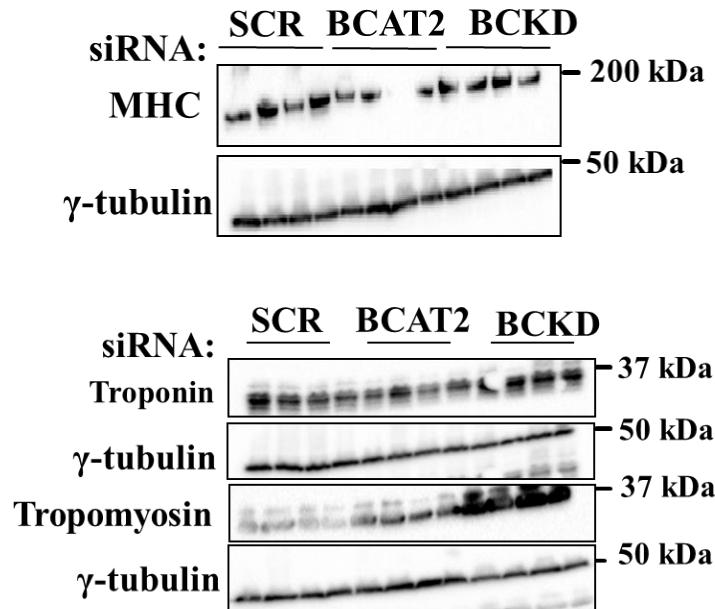 SCR BCAT2 BCKD
siRNA:
200 kDa
MHC
50 kDa
γ-tubulin
SCR BCAT2 BCKD
siRNA:
37 kDa
Troponin
50 kDa
γ-tubulin
37 kDa
Tropomyosin
50 kDa
γ-tubulin